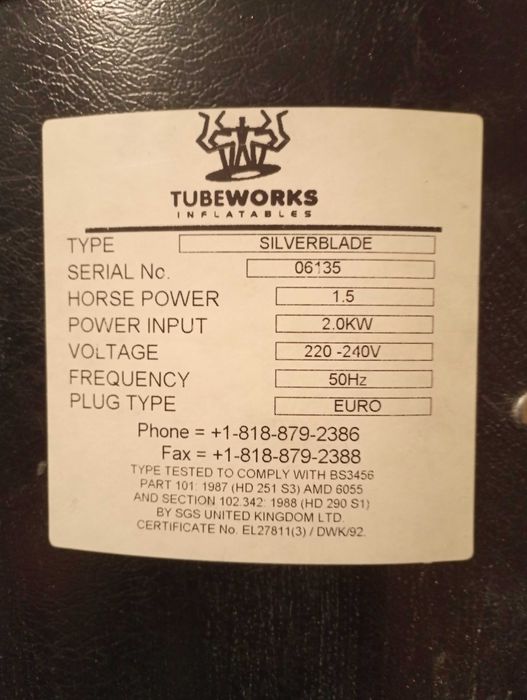 TUBEWORKS
INFLATABLES
TYPE SILVERBLADE
SERIAL No. 06135
HORSE POWER 1.5
POWER INPUT 2.0KW
VOLTAGE 220 -240V
FREQUENCY 50Hz
PLUG TYPE EURO
Phone = +1-818-879-2386
Fax = +1-818-879-2388
TYPE TESTED TO COMPLY WITH BS3456
PART 101: 1987 (HD 251 S3) AMD 6055
AND SECTION 102.342: 1988 (HD 290 S1)
BY SGS UNITED KINGDOM LTD.
CERTIFICATE No. EL27811(3) / DWK/92.